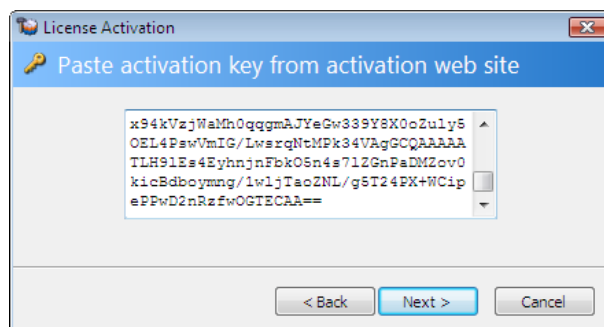 License Activation
Paste activation key from activation web site
x94kVzjWaMh0qqgmAJYeGw339Y8X0oZuly5
OEL4PswVmIG/LwsrqNtMPk34VAgGCQAAAAA
TLH9lEs4EyhnjnFbkO5n4s7lZGnPaDMZov0
kicBdboymng/1wljTaoZNL/g5T24PX+WCip
ePPwD2nRzfwOGTECAA==
< Back
Next >
Cancel